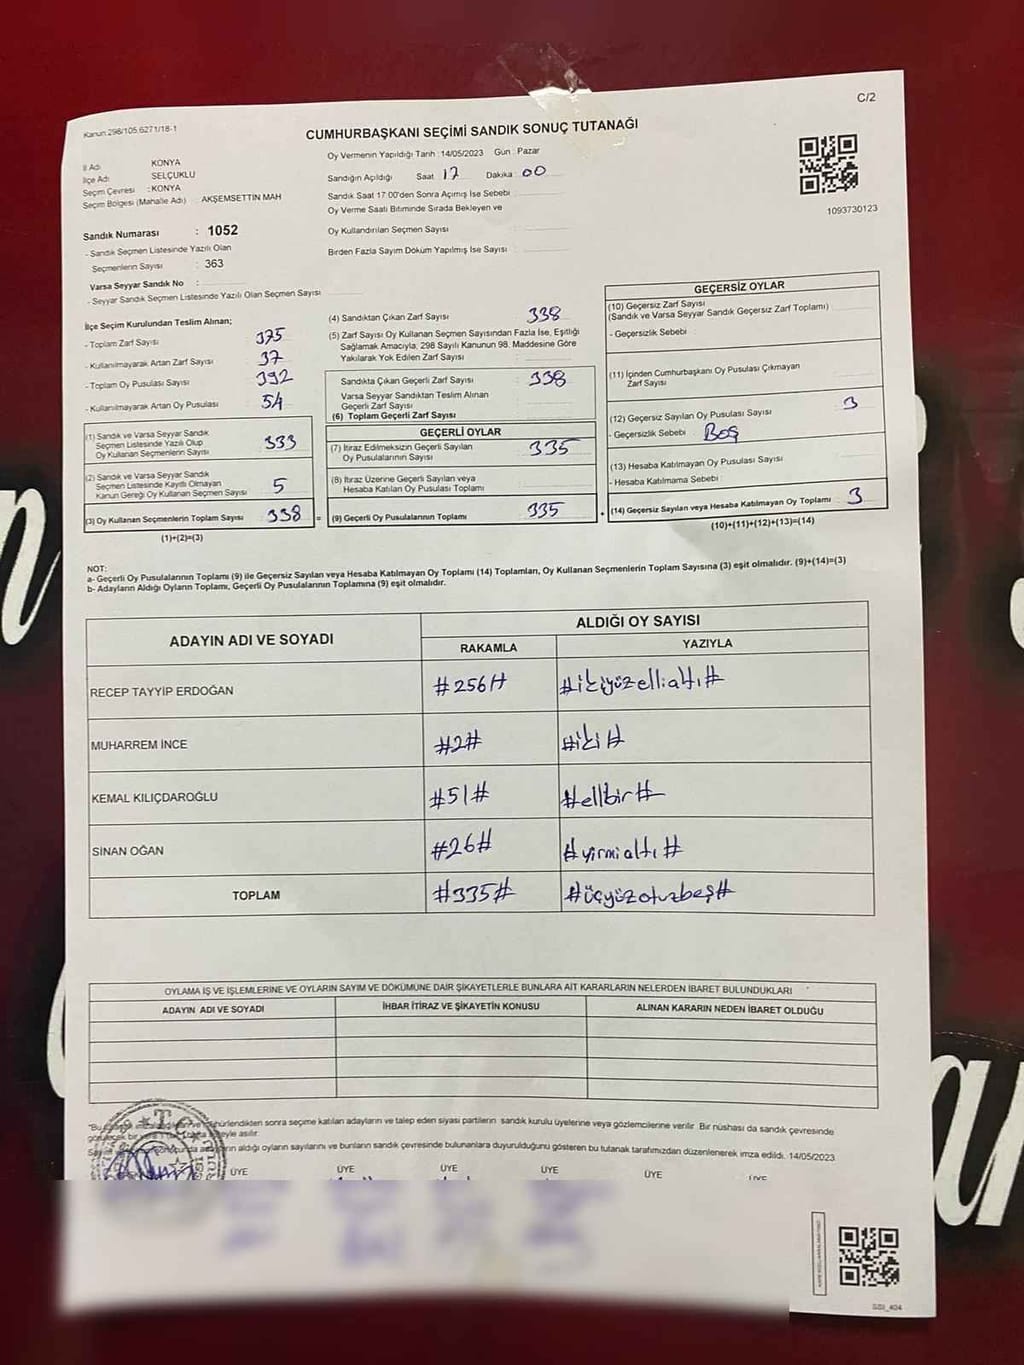 C/2
Kanun 298/105.6271/18-1
CUMHURBAŞKANI SEÇİMİ SANDIK SONUÇ TUTANAĞI
İl Adı KONYA
İlçe Adı SELÇUKLU
Seçim Çevresi : KONYA
Seçim Bölgesi (Mahalle Adı) AKŞEMSETTİN MAH
Sandık Numarası : 1052
- Sandık Seçmen Listesinde Yazılı Olan
Seçmenlerin Sayısı : 363
Varsa Seyyar Sandık No :
- Seyyar Sandık Seçmen Listesinde Yazılı Olan Seçmen Sayısı
Oy Vermenin Yapıldığı Tarih : 14/05/2023 Gün : Pazar
Sandığın Açıldığı Saat 17 Dakika : 00
Sandık Saat 17:00'den Sonra Açımış İse Sebebi
Oy Verme Saati Bitiminde Sırada Bekleyen ve
Oy Kullandırılan Seçmen Sayısı
Birden Fazla Sayım Döküm Yapılmış İse Sayısı
1093730123
İlçe Seçim Kurulundan Teslim Alınan;
- Toplam Zarf Sayısı : 375
- Kullanılmayarak Artan Zarf Sayısı : 37
- Toplam Oy Pusulası Sayısı : 392
- Kullanılmayarak Artan Oy Pusulası : 54
(1) Sandık ve Varsa Seyyar Sandık
Seçmen Listesinde Yazılı Olup
Oy Kullanan Seçmenlerin Sayısı : 333
(2) Sandık ve Varsa Seyyar Sandık
Seçmen Listesinde Kayıtlı Olmayan
Kanun Gereği Oy Kullanan Seçmen Sayısı : 5
(3) Oy Kullanan Seçmenlerin Toplam Sayısı : 338 =
(1)+(2)=(3)
(4) Sandıktan Çıkan Zarf Sayısı : 338
(5) Zarf Sayısı Oy Kullanan Seçmen Sayısından Fazla İse, Eşitliği
Sağlamak Amacıyla; 298 Sayılı Kanunun 98. Maddesine Göre
Yakılarak Yok Edilen Zarf Sayısı :
Sandıkta Çıkan Geçerli Zarf Sayısı : 338
Varsa Seyyar Sandıktan Teslim Alınan
Geçerli Zarf Sayısı :
(6) Toplam Geçerli Zarf Sayısı
GEÇERLİ OYLAR
(7) İtiraz Edilmeksizin Geçerli Sayılan
Oy Pusulalarının Sayısı : 335
(8) İtiraz Üzerine Geçerli Sayılan veya
Hesaba Katılan Oy Pusulası Toplamı
(9) Geçerli Oy Pusulalarının Toplamı : 335 +
GEÇERSİZ OYLAR
(10) Geçersiz Zarf Sayısı
(Sandık ve Varsa Seyyar Sandık Geçersiz Zarf Toplamı)
- Geçersizlik Sebebi :
(11) İçinden Cumhurbaşkanı Oy Pusulası Çıkmayan
Zarf Sayısı
(12) Geçersiz Sayılan Oy Pusulası Sayısı 3
- Geçersizlik Sebebi : Boş
(13) Hesaba Katılmayan Oy Pusulası Sayısı
- Hesaba Katılmama Sebebi :
(14) Geçersiz Sayılan veya Hesaba Katılmayan Oy Toplamı : 3
(10)+(11)+(12)+(13)=(14)
NOT:
a- Geçerli Oy Pusulalarının Toplamı (9) ile Geçersiz Sayılan veya Hesaba Katılmayan Oy Toplamı (14) Toplamları, Oy Kullanan Seçmenlerin Toplam Sayısına (3) eşit olmalıdır. (9)+(14)=(3)
b- Adayların Aldığı Oyların Toplamı, Geçerli Oy Pusulalarının Toplamına (9) eşit olmalıdır.
ADAYIN ADI VE SOYADI
ALDIĞI OY SAYISI
RAKAMLA YAZIYLA
RECEP TAYYİP ERDOĞAN #256# #ikiyüzelliatı#
MUHARREM İNCE #2# #iki#
KEMAL KILIÇDAROĞLU #51# #ellbir#
SİNAN OĞAN #26# #yirmialtı#
TOPLAM #335# #üçyüzotuzbeş#
OYLAMA İŞ VE İŞLEMLERİNE VE OYLARIN SAYIM VE DÖKÜMÜNE DAİR ŞİKAYETLERLE BUNLARA AİT KARARLARIN NELERDEN İBARET BULUNDUKLARI
ADAYIN ADI VE SOYADI İHBAR İTİRAZ VE ŞİKAYETİN KONUSU ALINAN KARARIN NEDEN İBARET OLDUĞU
sonra seçime katılan adayların ve talep eden siyasi partilerin sandık kurulu üyelerine veya gözlemcilerine verilir. Bir nüshası da sandık çevresinde
asılır.
aldığı oyların sayılarını ve bunların sandık çevresinde bulunanlara duyurulduğunu gösteren bu tutanak tarafımızdan düzenlenerek imza edildi. 14/05/2023
T.C.
ÜYE ÜYE ÜYE ÜYE ÜYE ÜYE